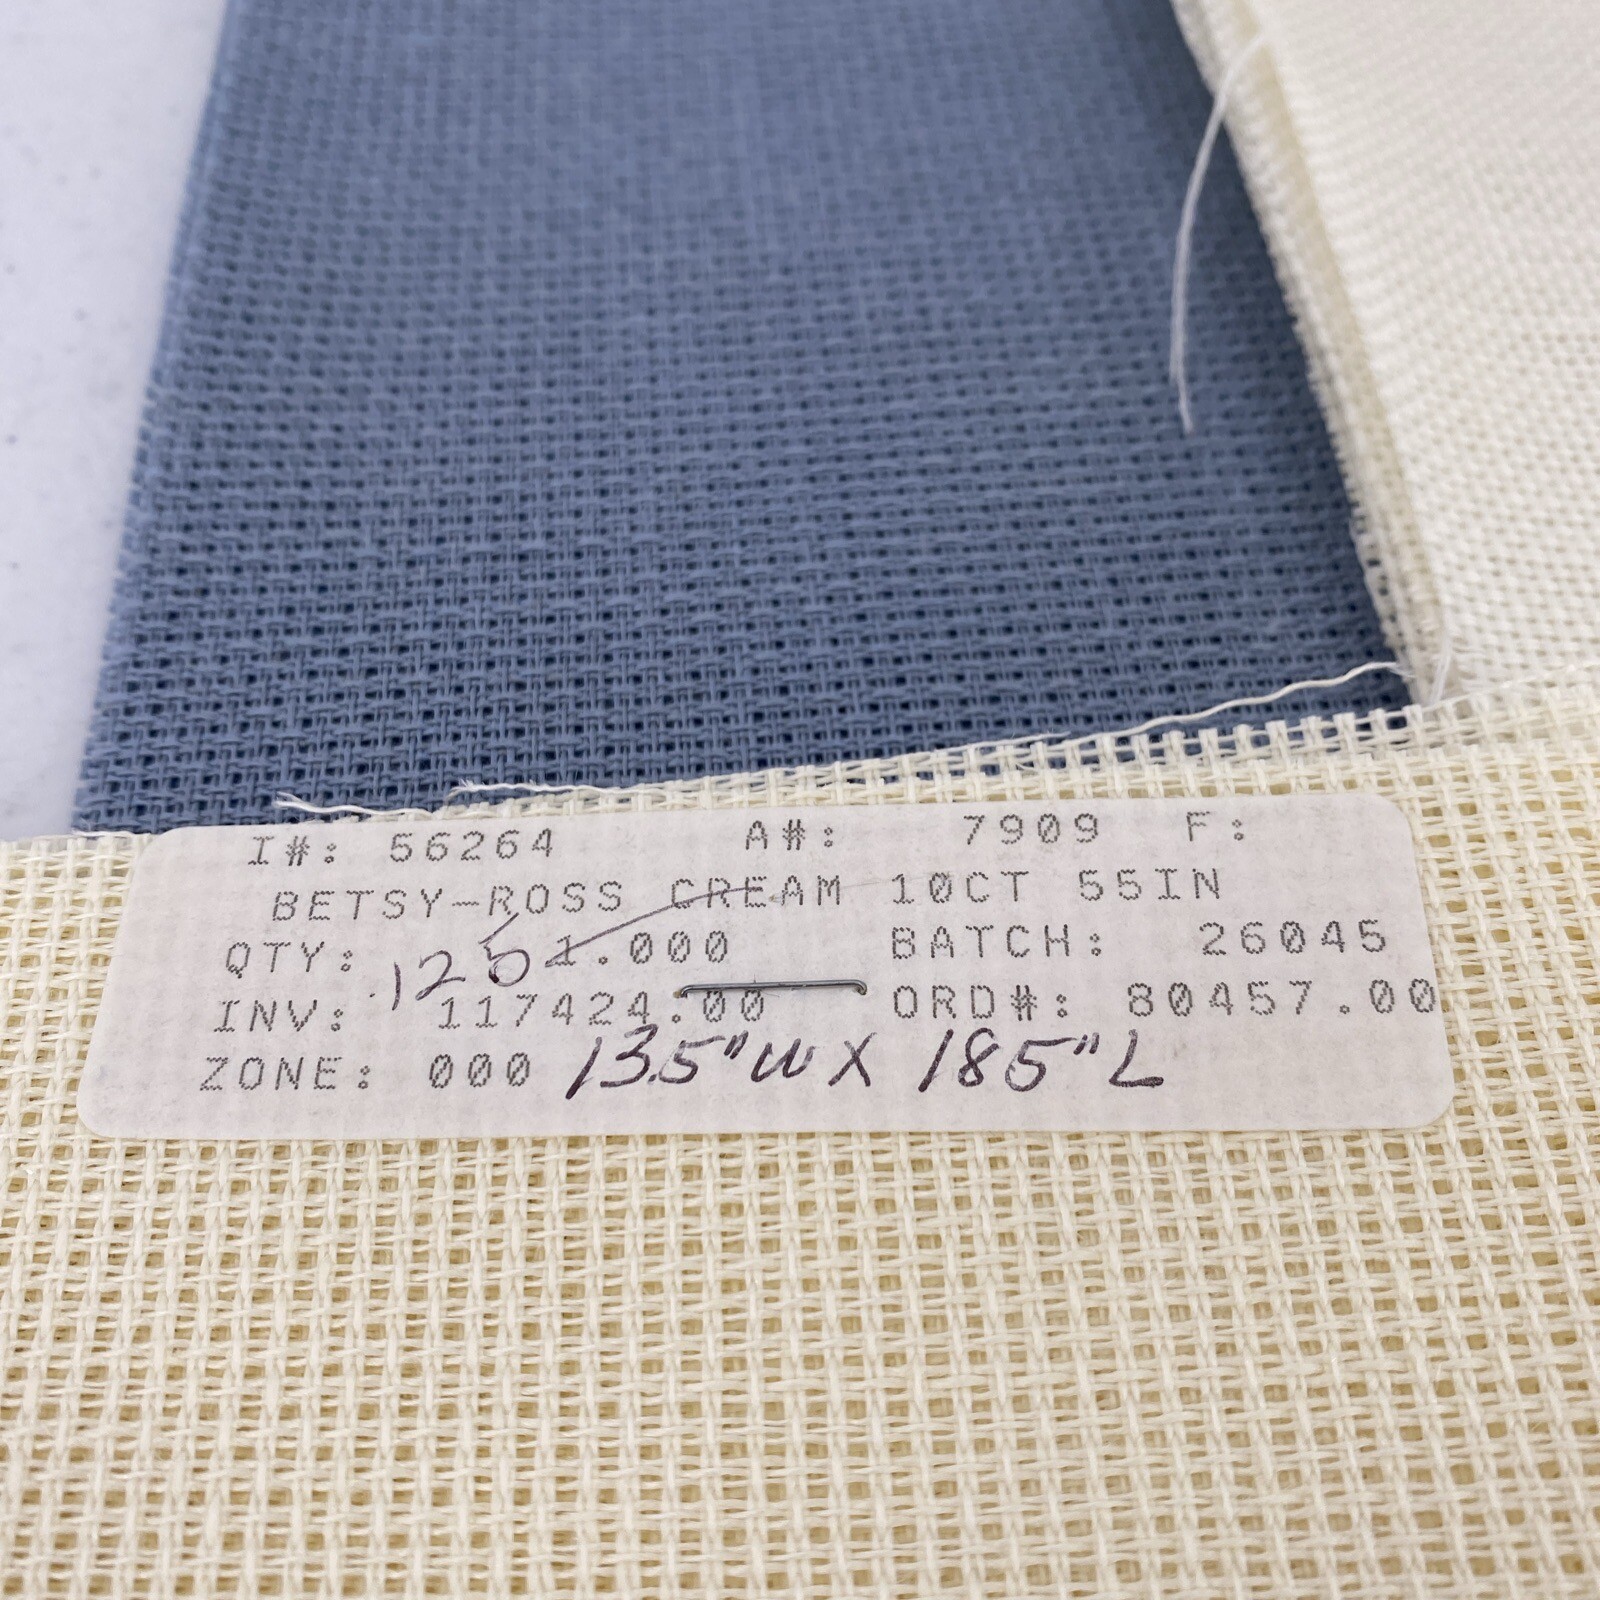 I#: 56264 A#: 7909 F:
BETSY-ROSS CREAM 10CT 55IN
QTY: .125 1.000 BATCH: 26045
INV: 117424.00 ORD#: 80457.00
ZONE: 000 13.5"W X 185"L